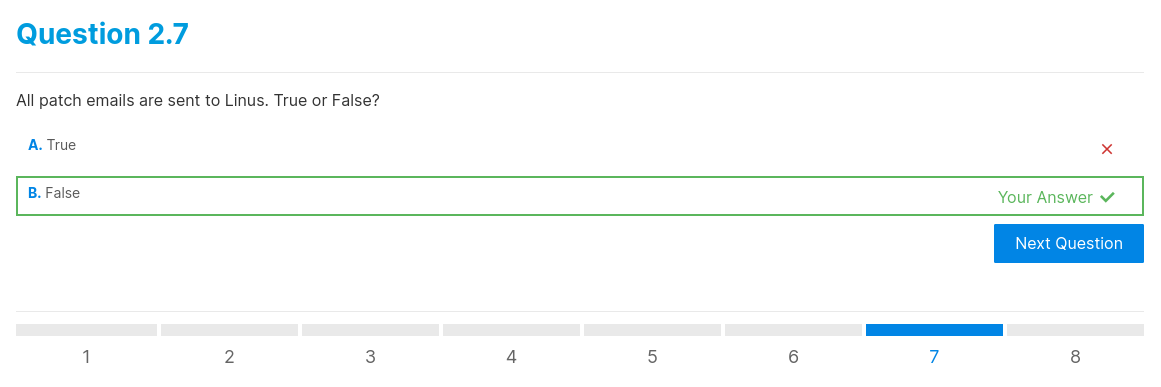 Question 2.7
All patch emails are sent to Linus. True or False?
A. True
B. False
Your Answer
Next Question
1 2 3 4 5 6 7 8